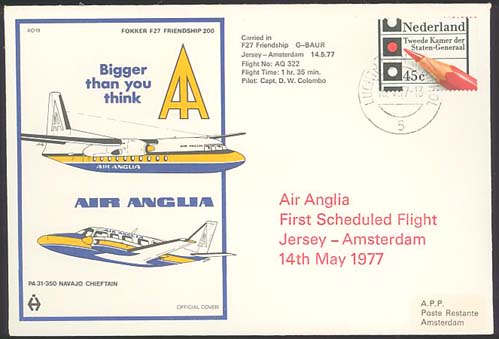 AO19
FOKKER F27 FRIENDSHIP 200
Bigger
than you
think
AIR ANGLIA
AIR ANGLIA
PA 31-350 NAVAJO CHIEFTAIN
OFFICIAL COVER
Carried in
F27 Friendship G-BAUR
Jersey - Amsterdam 14.5.77
Flight No: AQ 322
Flight Time: 1 hr. 35 min.
Pilot: Capt. D. W. Colombo
Nederland
Tweede Kamer der
Staten-Generaal
45c
5
Air Anglia
First Scheduled Flight
Jersey – Amsterdam
14th May 1977
A.P.P.
Poste Restante
Amsterdam